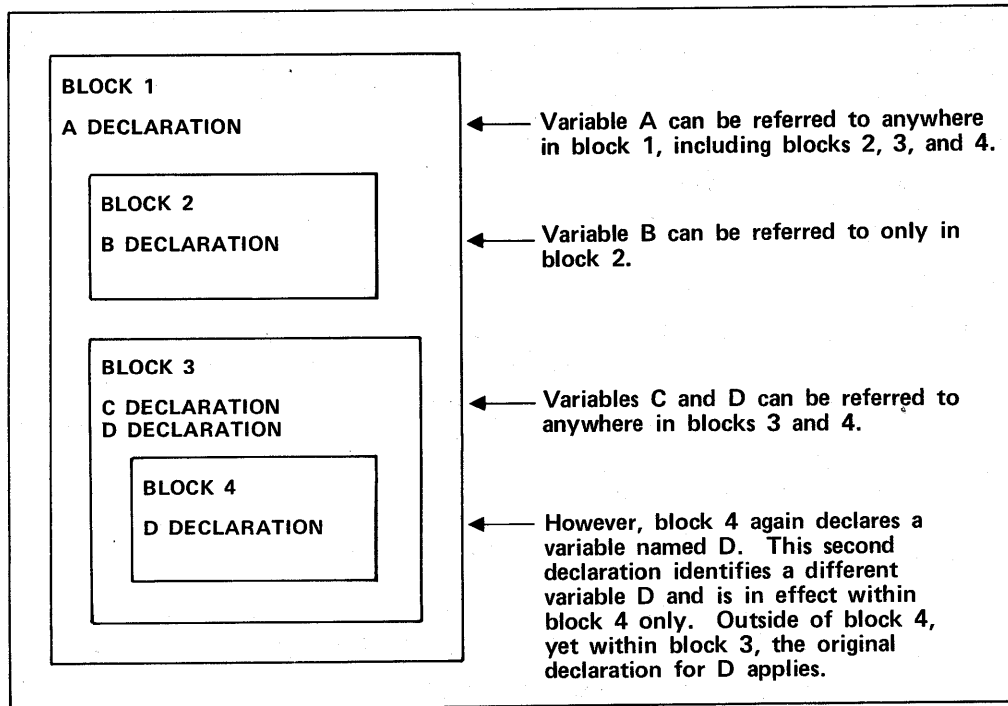 BLOCK 1
A DECLARATION
Variable A can be referred to anywhere
in block 1, including blocks 2, 3, and 4.
BLOCK 2
B DECLARATION
Variable B can be referred to only in
block 2.
BLOCK 3
C DECLARATION
D DECLARATION
Variables C and D can be referred to
anywhere in blocks 3 and 4.
BLOCK 4
D DECLARATION
However, block 4 again declares a
variable named D. This second
declaration identifies a different
variable D and is in effect within
block 4 only. Outside of block 4,
yet within block 3, the original
declaration for D applies.